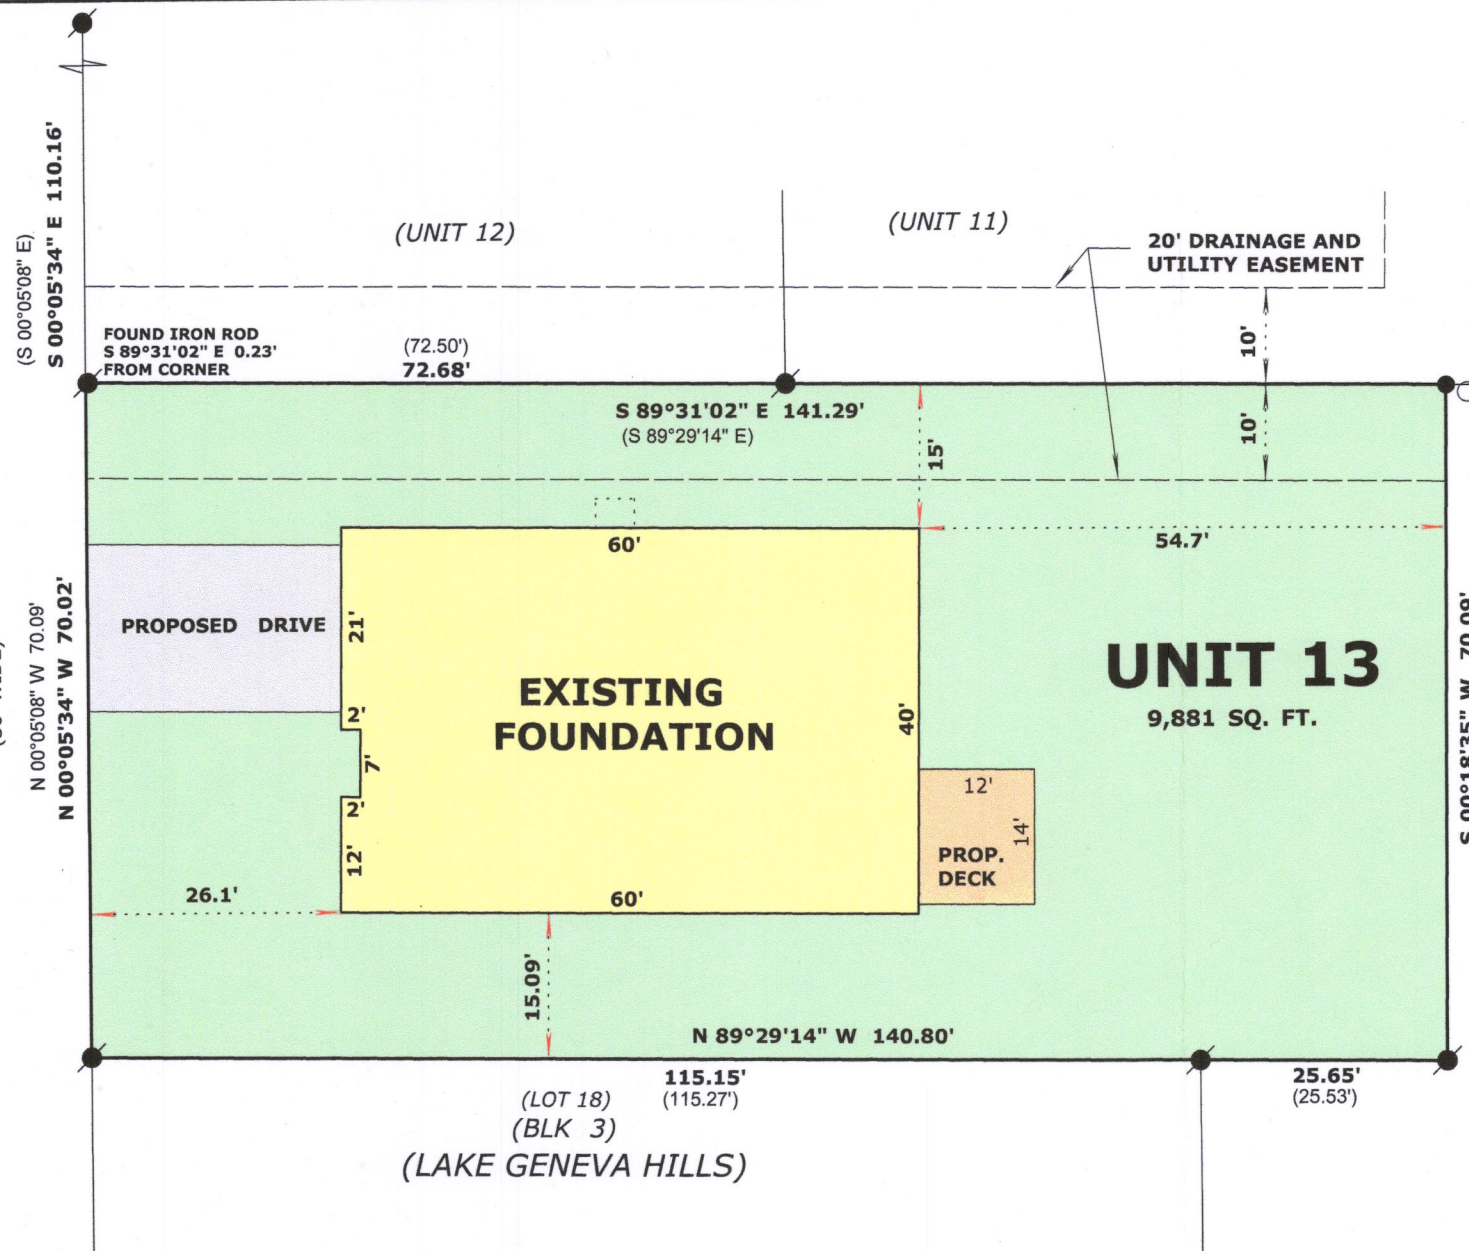 (UNIT 12)
(UNIT 11)
20' DRAINAGE AND
UTILITY EASEMENT
(S 00°05'08" E)
S 00°05'34" E 110.16'
FOUND IRON ROD
S 89°31'02" E 0.23'
FROM CORNER
(72.50')
72.68'
10'
S 89°31'02" E 141.29'
(S 89°29'14" E)
15'
10'
60'
54.7'
N 00°05'08" W 70.09'
N 00°05'34" W 70.02'
PROPOSED DRIVE
21'
EXISTING
FOUNDATION
UNIT 13
9,881 SQ. FT.
S 00°18'35" W 70.09'
2'
7'
2'
12'
40'
12'
14'
PROP.
DECK
26.1'
60'
15.09'
N 89°29'14" W 140.80'
115.15'
(115.27')
25.65'
(25.53')
(LOT 18)
(BLK 3)
(LAKE GENEVA HILLS)